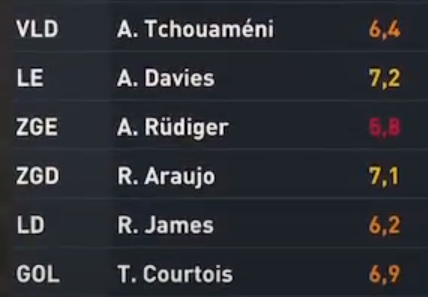 VLD A. Tchouaméni 6,4
LE A. Davies 7,2
ZGE A. Rüdiger 5,8
ZGD R. Araujo 7,1
LD R. James 6,2
GOL T. Courtois 6,9